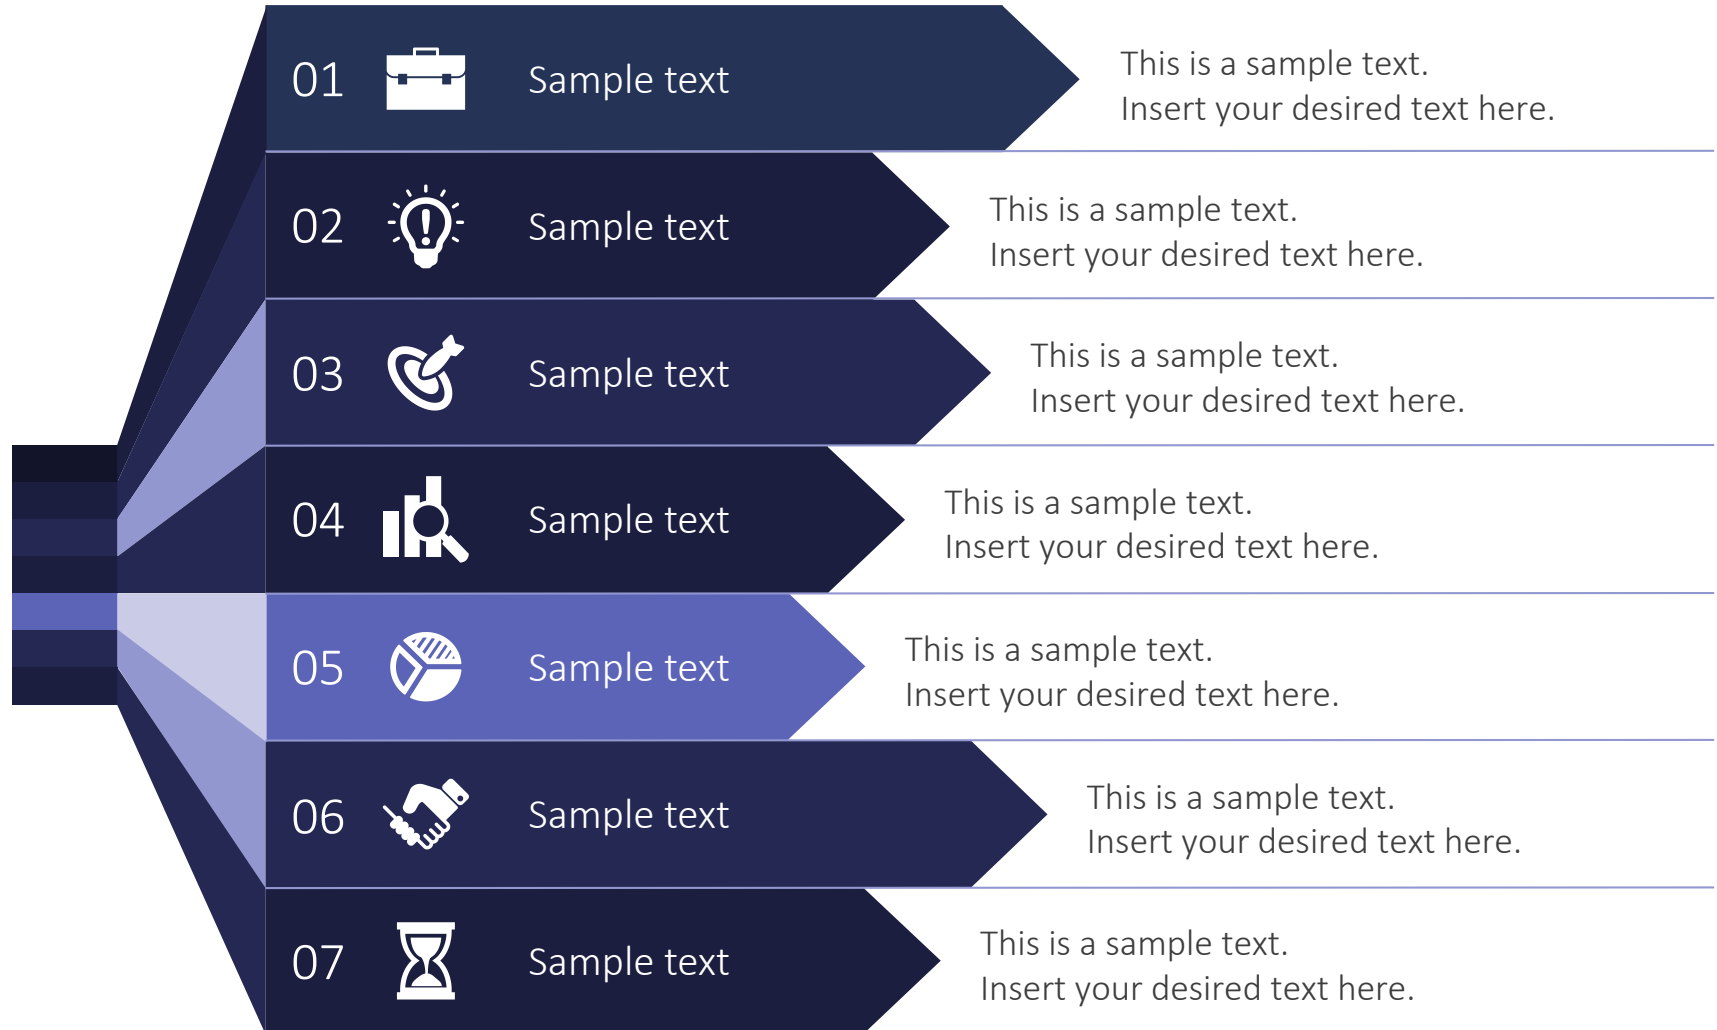 01 Sample text
This is a sample text.
Insert your desired text here.
02 Sample text
This is a sample text.
Insert your desired text here.
03 Sample text
This is a sample text.
Insert your desired text here.
04 Sample text
This is a sample text.
Insert your desired text here.
05 Sample text
This is a sample text.
Insert your desired text here.
06 Sample text
This is a sample text.
Insert your desired text here.
07 Sample text
This is a sample text.
Insert your desired text here.